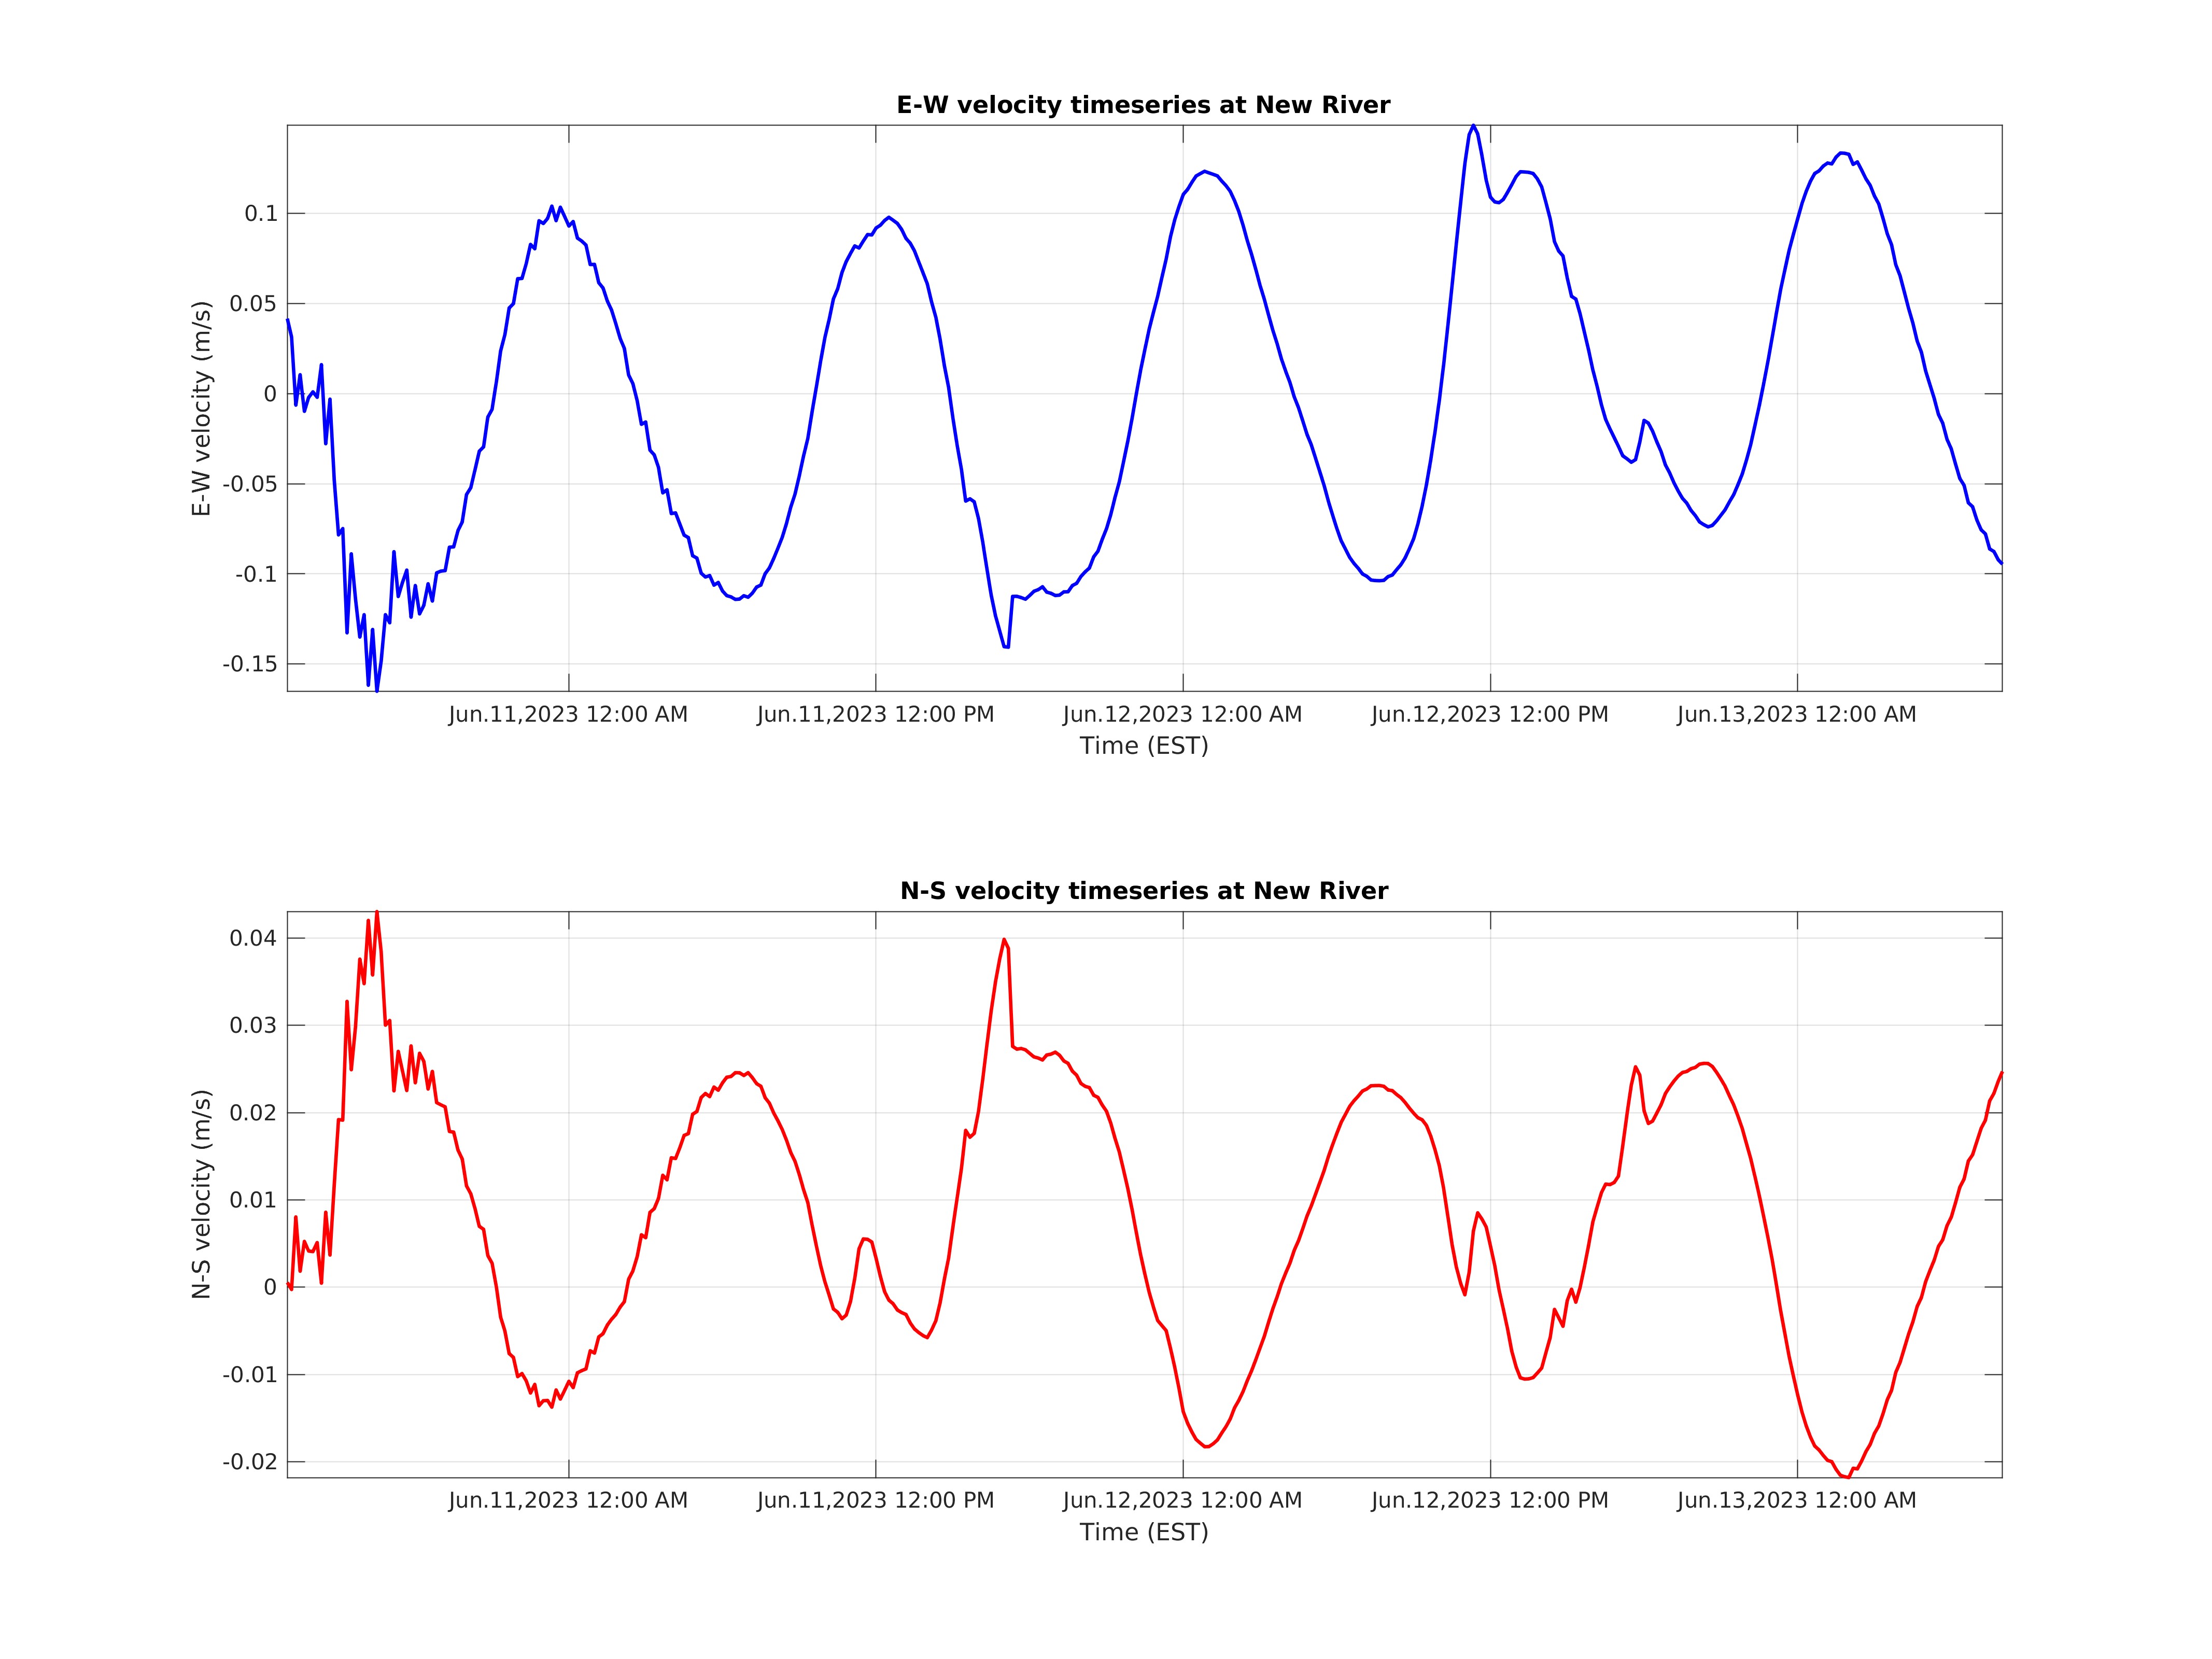 E-W velocity timeseries at New River
E-W velocity (m/s)
0.1
0.05
0
-0.05
-0.1
-0.15
Jun.11,2023 12:00 AM
Jun.11,2023 12:00 PM
Jun.12,2023 12:00 AM
Jun.12,2023 12:00 PM
Jun.13,2023 12:00 AM
Time (EST)
N-S velocity timeseries at New River
N-S velocity (m/s)
0.04
0.03
0.02
0.01
0
-0.01
-0.02
Jun.11,2023 12:00 AM
Jun.11,2023 12:00 PM
Jun.12,2023 12:00 AM
Jun.12,2023 12:00 PM
Jun.13,2023 12:00 AM
Time (EST)